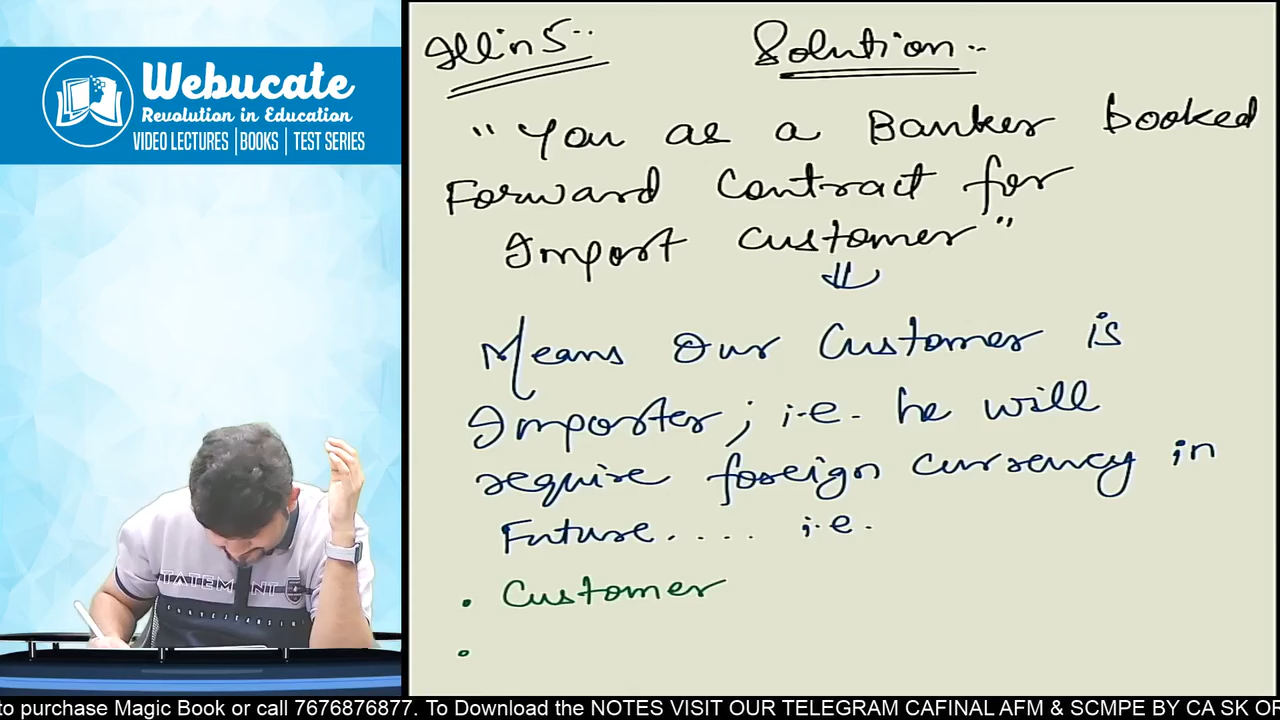 Webucate
Revolution in Education
VIDEO LECTURES | BOOKS | TEST SERIES
Ill'n 5..
Solution..
"You as a Banker booked
Forward Contract for
Import Customer"
Means Our Customer is
Importer; i.e. he will
require foreign currency in
Future.... i.e.
. Customer
.
TATEMENT
to purchase Magic Book or call 7676876877. To Download the NOTES VISIT OUR TELEGRAM CAFINAL AFM & SCMPE BY CA SK OR